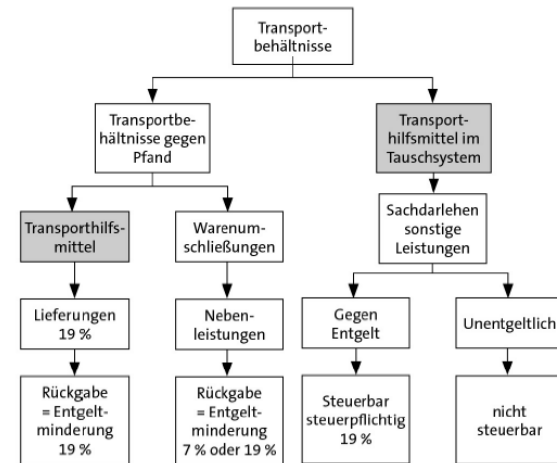 Transport-
behältnisse
Transportbe-
hältnisse gegen
Pfand
Transport-
hilfsmittel im
Tauschsystem
Transporthilfs-
mittel
Warenum-
schließungen
Sachdarlehen
sonstige
Leistungen
Lieferungen
19 %
Neben-
leistungen
Gegen
Entgelt
Unentgeltlich
Rückgabe
= Entgelt-
minderung
19 %
Rückgabe
= Entgelt-
minderung
7 % oder 19 %
Steuerbar
steuerpflichtig
19 %
nicht
steuerbar